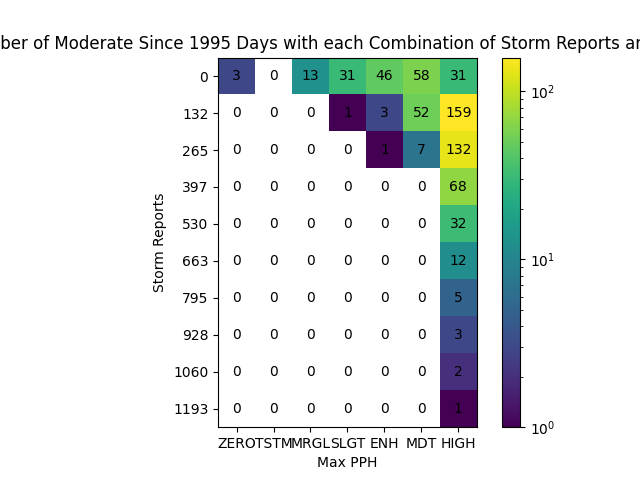 ber of Moderate Since 1995 Days with each Combination of Storm Reports a
0 3 0 13 31 46 58 31
132 0 0 0 1 3 52 159
265 0 0 0 0 1 7 132
397 0 0 0 0 0 0 68
530 0 0 0 0 0 0 32
663 0 0 0 0 0 0 12
795 0 0 0 0 0 0 5
928 0 0 0 0 0 0 3
1060 0 0 0 0 0 0 2
1193 0 0 0 0 0 0 1
ZERO TSTM MRGL SLGT ENH MDT HIGH
Max PPH
Storm Reports
10²
10¹
10⁰